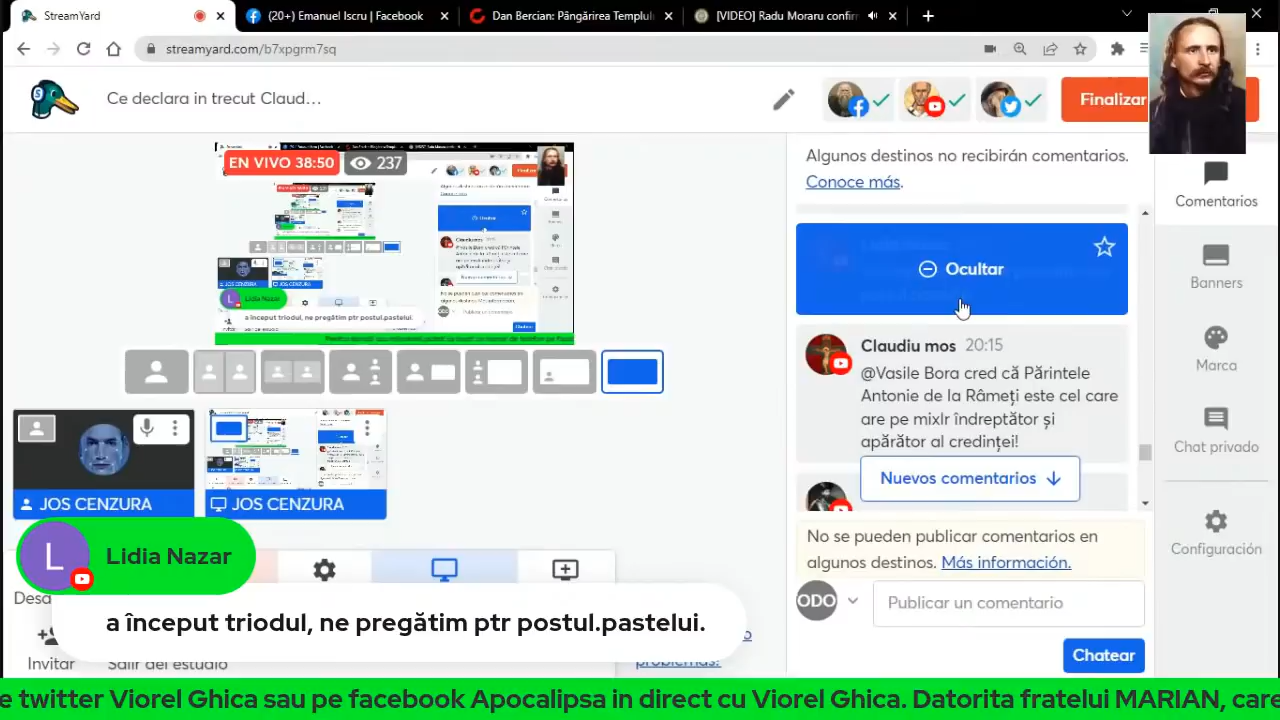 StreamYard
(20+) Emanuel Iscru | Facebook
Dan Bercian: Pângărirea Templul
[VIDEO] Radu Moraru confirm
streamyard.com/b7xpgrm7sq
Ce declara in trecut Claud...
Finalizar
EN VIVO 38:50
237
Algunos destinos no recibirán comentarios.
Conoce más.
Ocultar
Claudiu mos 20:15
@Vasile Bora cred că Părintele
Antonie de la Râmeți este cel care
are pe mixlr îndreptător și
apărător al credinței!
Nuevos comentarios
No se pueden publicar comentarios en
algunos destinos. Más información.
ODO
Publicar un comentario
Chatear
Comentarios
Banners
Marca
Chat privado
Configuración
JOS CENZURA
JOS CENZURA
Lidia Nazar
a început triodul, ne pregătim ptr postul.pastelui.
Invitar
Salir del estudio
problemas?
e twitter Viorel Ghica sau pe facebook Apocalipsa in direct cu Viorel Ghica. Datorita fratelui MARIAN, care